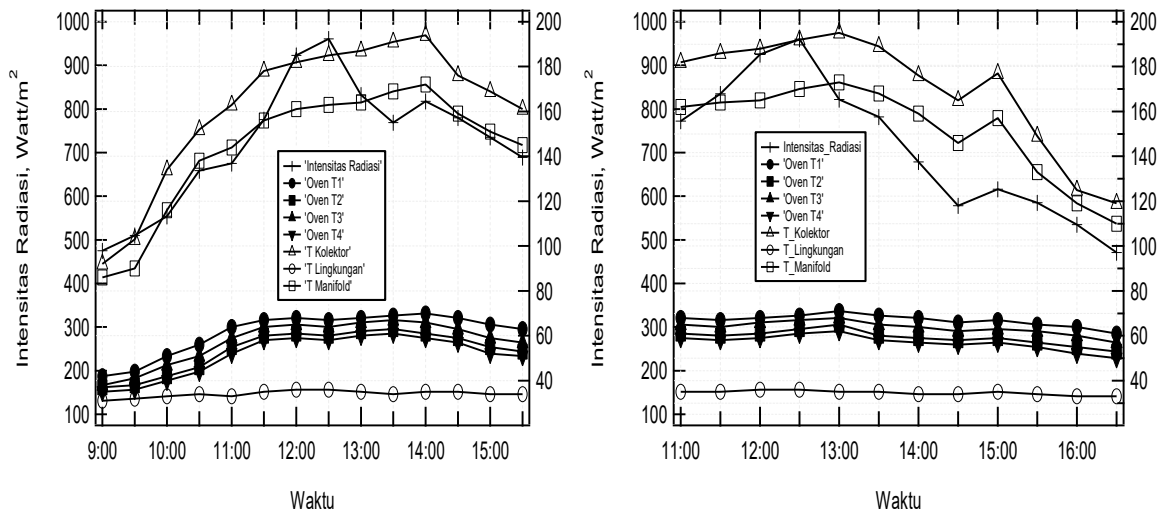 Intensitas Radiasi, Watt/m²
1000
900
800
700
600
500
400
300
200
100
200
180
160
140
120
100
80
60
40
9:00 10:00 11:00 12:00 13:00 14:00 15:00
Waktu
'Intensitas Radiasi'
'Oven T1'
'Oven T2'
'Oven T3'
'Oven T4'
'T Kolektor'
'T Lingkungan'
'T Manifold'
Intensitas Radiasi, Watt/m²
1000
900
800
700
600
500
400
300
200
100
200
180
160
140
120
100
80
60
40
11:00 12:00 13:00 14:00 15:00 16:00
Waktu
Intensitas_Radiasi
'Oven T1'
'Oven T2'
'Oven T3'
'Oven T4'
T_Kolektor
T_Lingkungan
T_Manifold